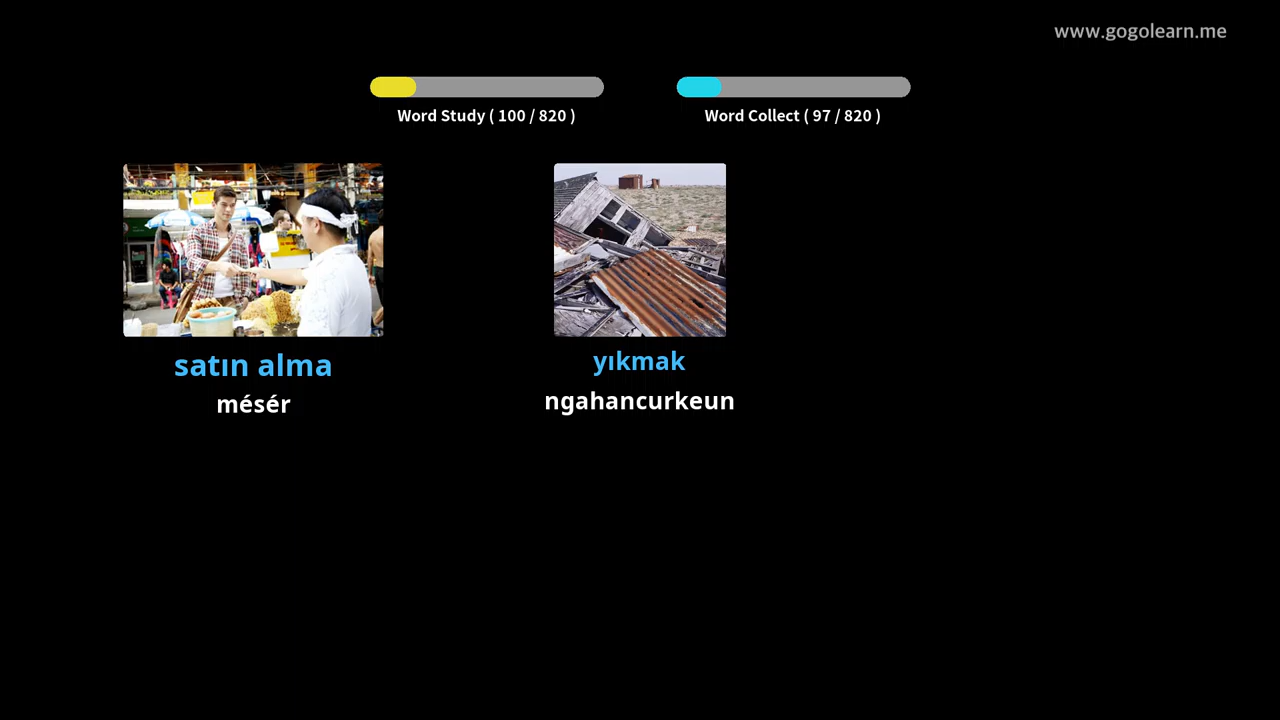 www.gogolearn.me
Word Study ( 100 / 820 )
Word Collect ( 97 / 820 )
satın alma
mésér
yıkmak
ngahancurkeun